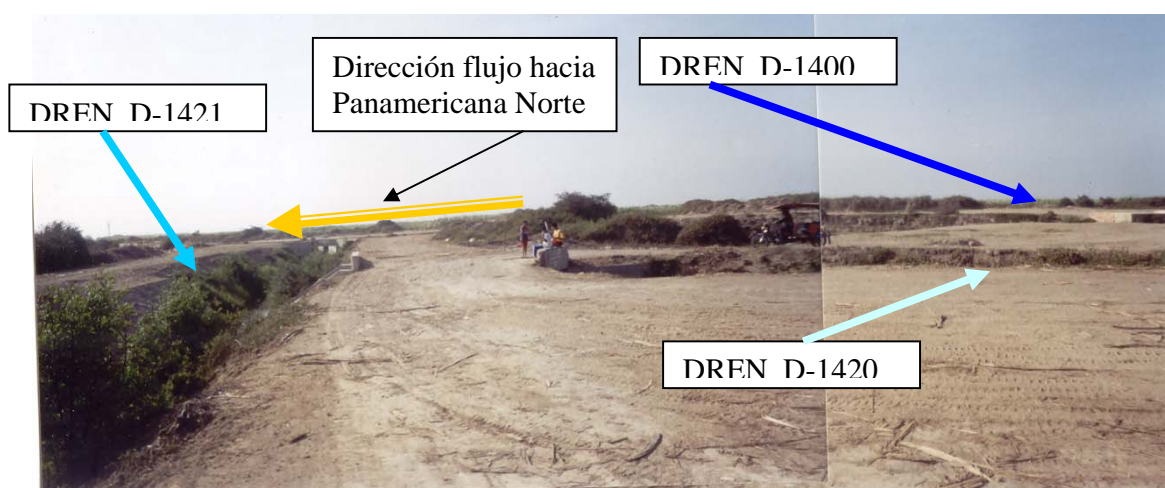 DREN D-1421
Dirección flujo hacia
Panamericana Norte
DREN D-1400
DREN D-1420